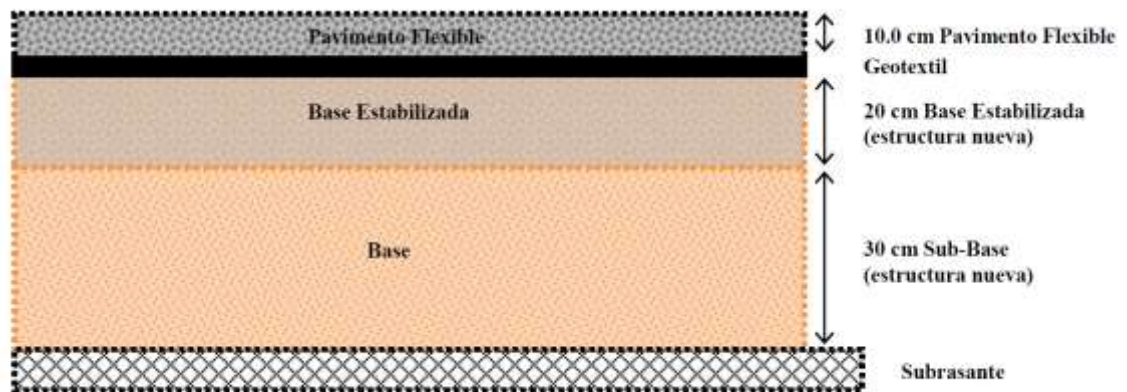 Pavimento Flexible
10.0 cm Pavimento Flexible
Geotextil
Base Estabilizada
20 cm Base Estabilizada
(estructura nueva)
Base
30 cm Sub-Base
(estructura nueva)
Subrasante